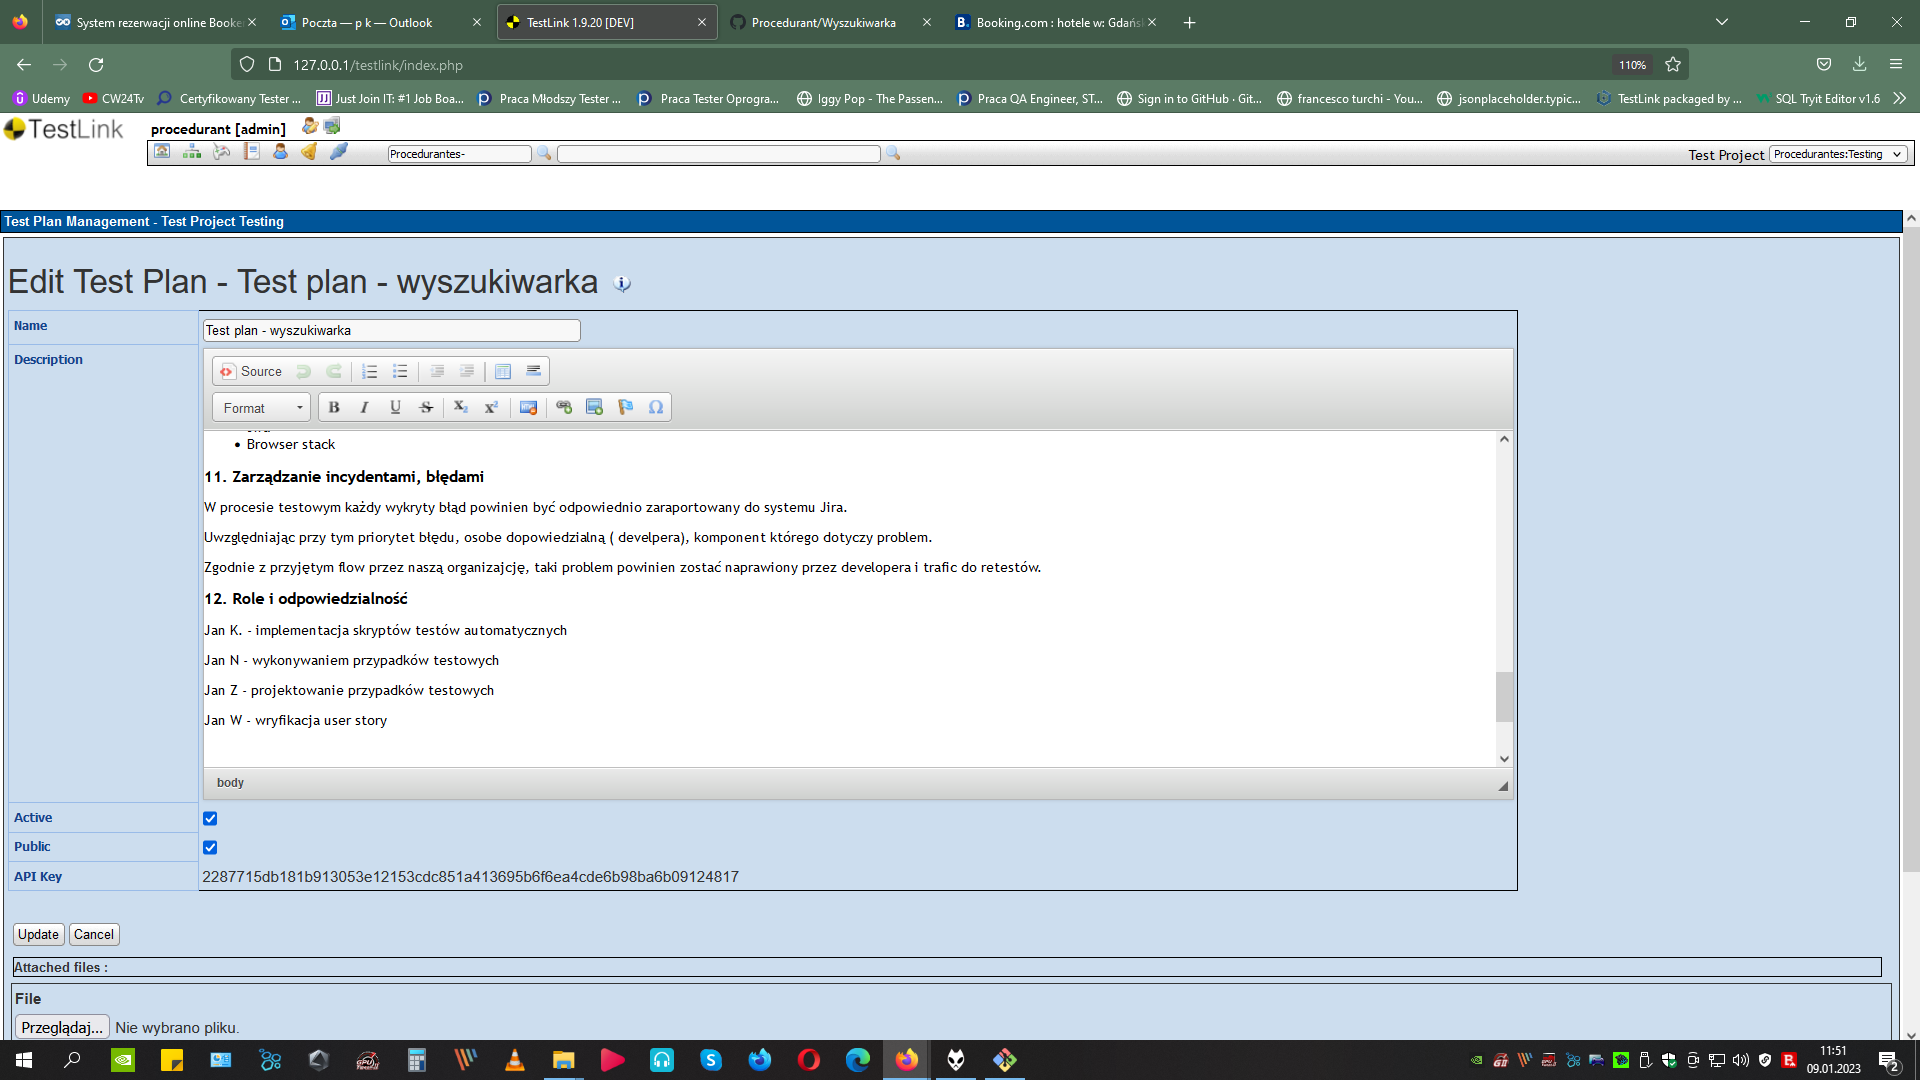 System rezerwacji online Booke
Poczta — p k — Outlook
TestLink 1.9.20 [DEV]
Procedurant/Wyszukiwarka
Booking.com : hotele w: Gdańs
127.0.0.1/testlink/index.php
110%
Udemy
CW24Tv
Certyfikowany Tester ...
Just Join IT: #1 Job Boa...
Praca Młodszy Tester ...
Praca Tester Oprogra...
Iggy Pop - The Passen...
Praca QA Engineer, ST...
Sign in to GitHub · Git...
francesco turchi - You...
jsonplaceholder.typic...
TestLink packaged by ...
SQL Tryit Editor v1.6
TestLink
procedurant [admin]
Procedurantes-
Test Project
Procedurantes:Testing
Test Plan Management - Test Project Testing
Edit Test Plan - Test plan - wyszukiwarka
Name
Test plan - wyszukiwarka
Description
Source
Format
B I U S X₂ X²
• Browser stack
11. Zarządzanie incydentami, błędami
W procesie testowym każdy wykryty błąd powinien być odpowiednio zaraportowany do systemu Jira.
Uwzględniając przy tym priorytet błędu, osobe dopowiedzialną ( develpera), komponent którego dotyczy problem.
Zgodnie z przyjętym flow przez naszą organizajcję, taki problem powinien zostać naprawiony przez developera i trafic do retestów.
12. Role i odpowiedzialność
Jan K. - implementacja skryptów testów automatycznych
Jan N - wykonywaniem przypadków testowych
Jan Z - projektowanie przypadków testowych
Jan W - wryfikacja user story
body
Active
Public
API Key
2287715db181b913053e12153cdc851a413695b6f6ea4cde6b98ba6b09124817
Update
Cancel
Attached files :
File
Przeglądaj...
Nie wybrano pliku.
11:51
09.01.2023
2